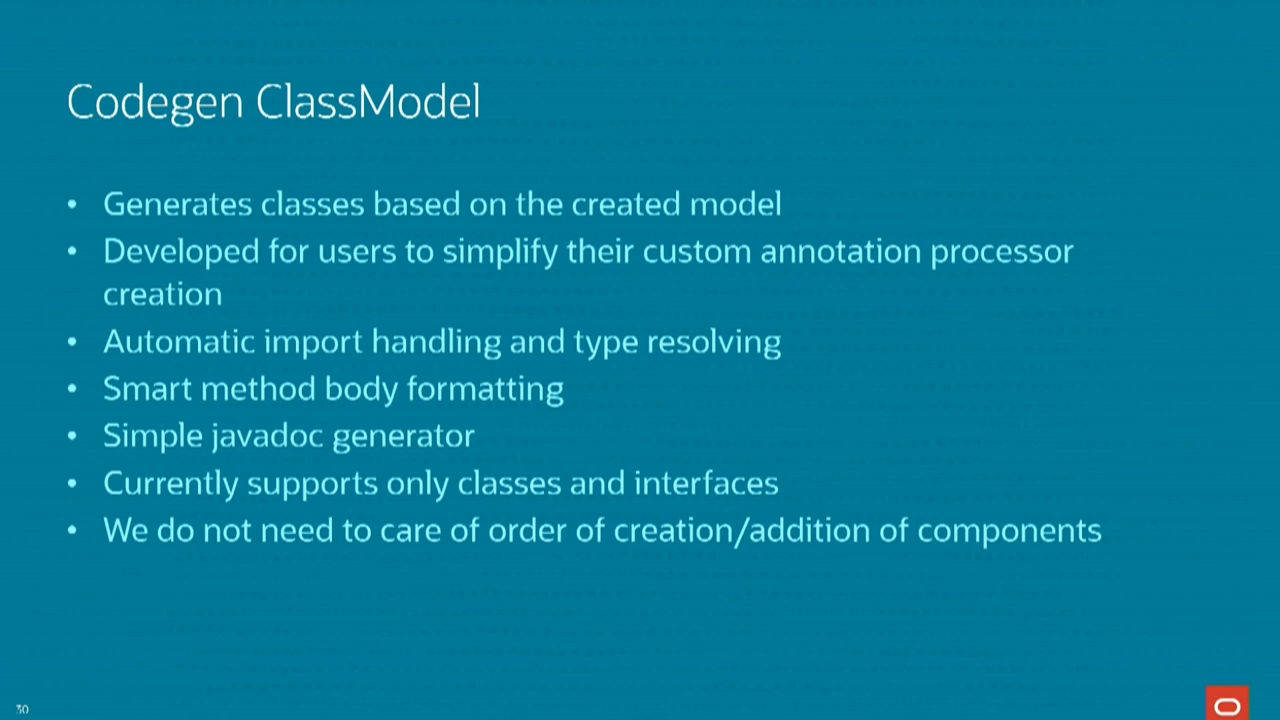 Codegen ClassModel
• Generates classes based on the created model
• Developed for users to simplify their custom annotation processor
creation
• Automatic import handling and type resolving
• Smart method body formatting
• Simple javadoc generator
• Currently supports only classes and interfaces
• We do not need to care of order of creation/addition of components
30